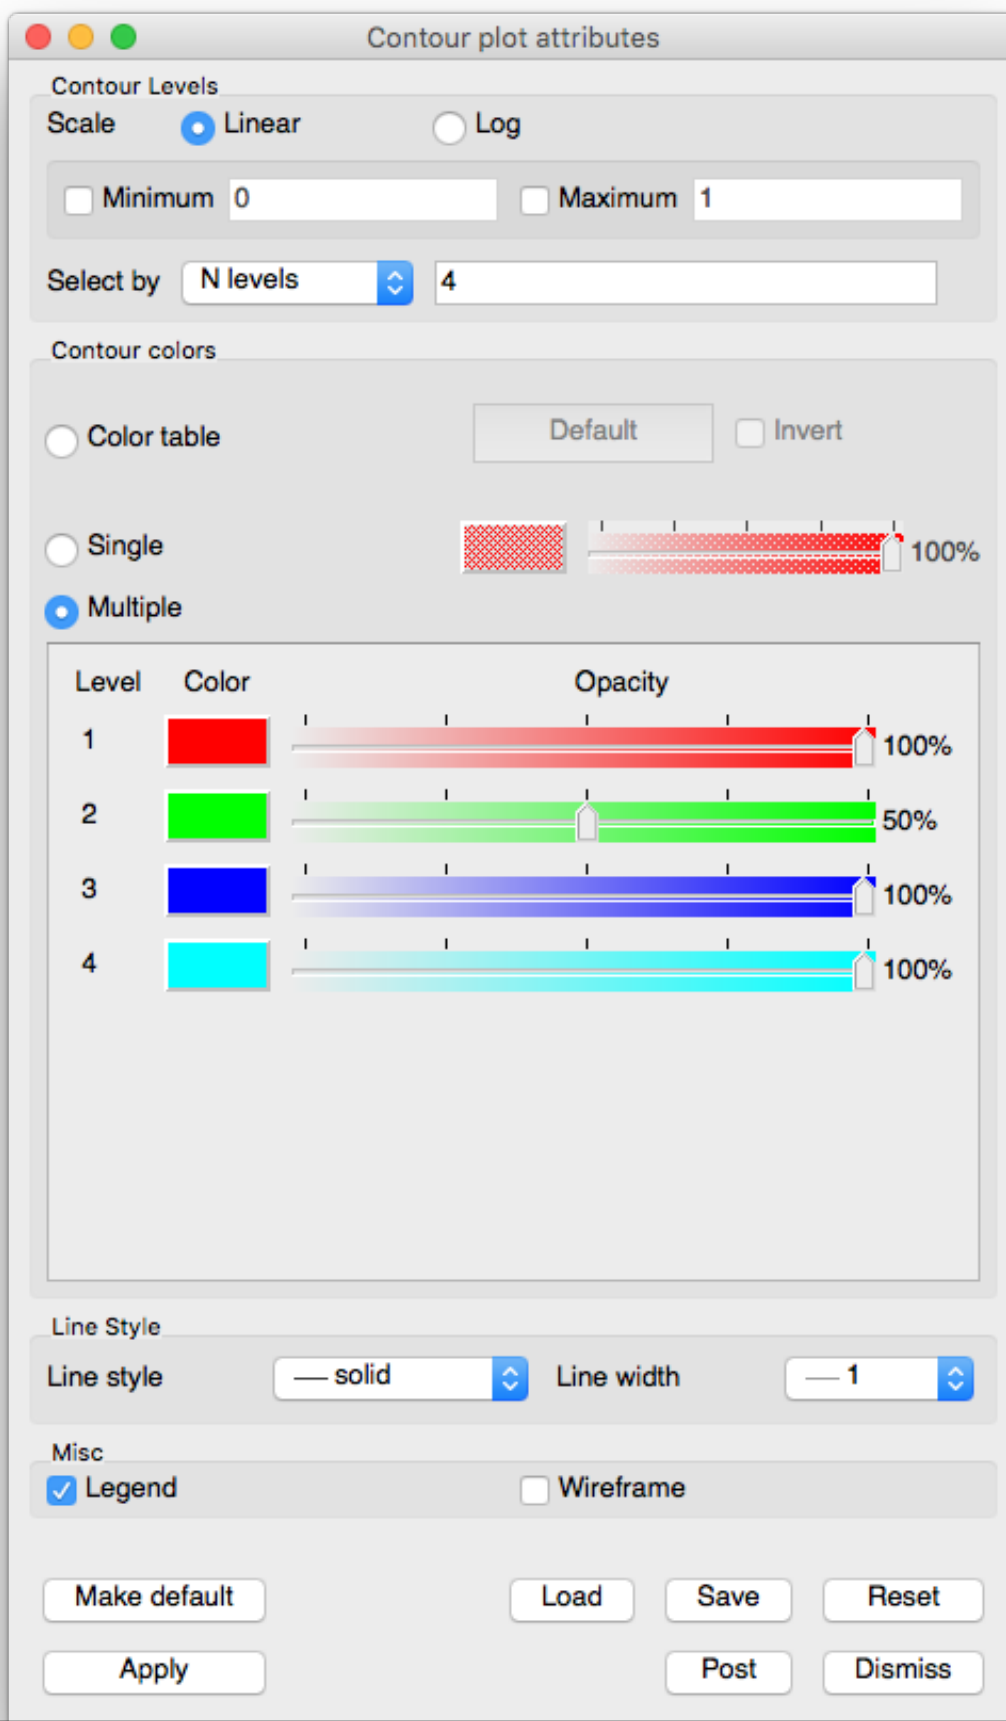 Contour plot attributes
Contour Levels
Scale Linear Log
Minimum 0 Maximum 1
Select by N levels 4
Contour colors
Color table Default Invert
Single 100%
Multiple
Level Color Opacity
1 100%
2 50%
3 100%
4 100%
Line Style
Line style solid Line width 1
Misc
Legend Wireframe
Make default Load Save Reset
Apply Post Dismiss